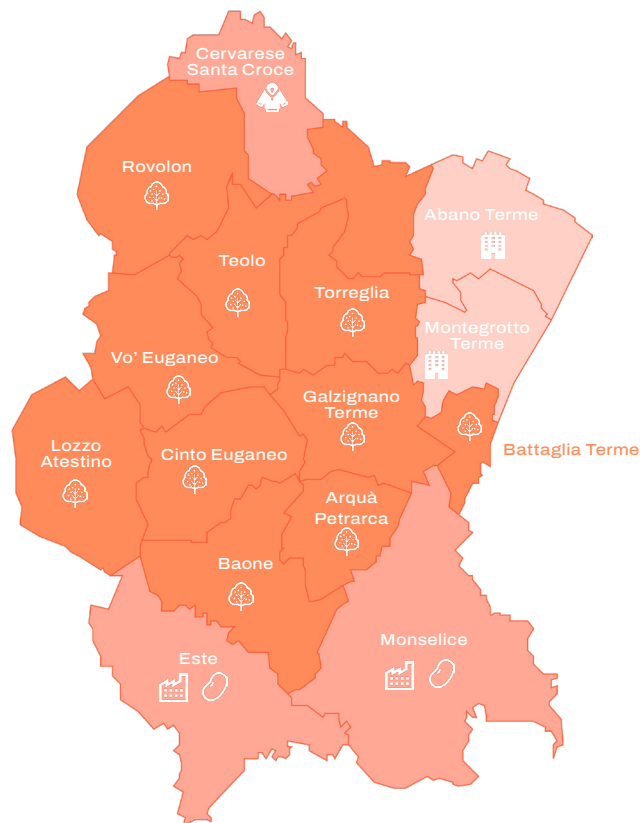 Cervarese
Santa Croce
Rovolon
Abano Terme
Teolo
Torreglia
Montegrotto
Terme
Vo' Euganeo
Galzignano
Terme
Lozzo
Atestino
Cinto Euganeo
Battaglia Terme
Arquà
Petrarca
Baone
Este
Monselice